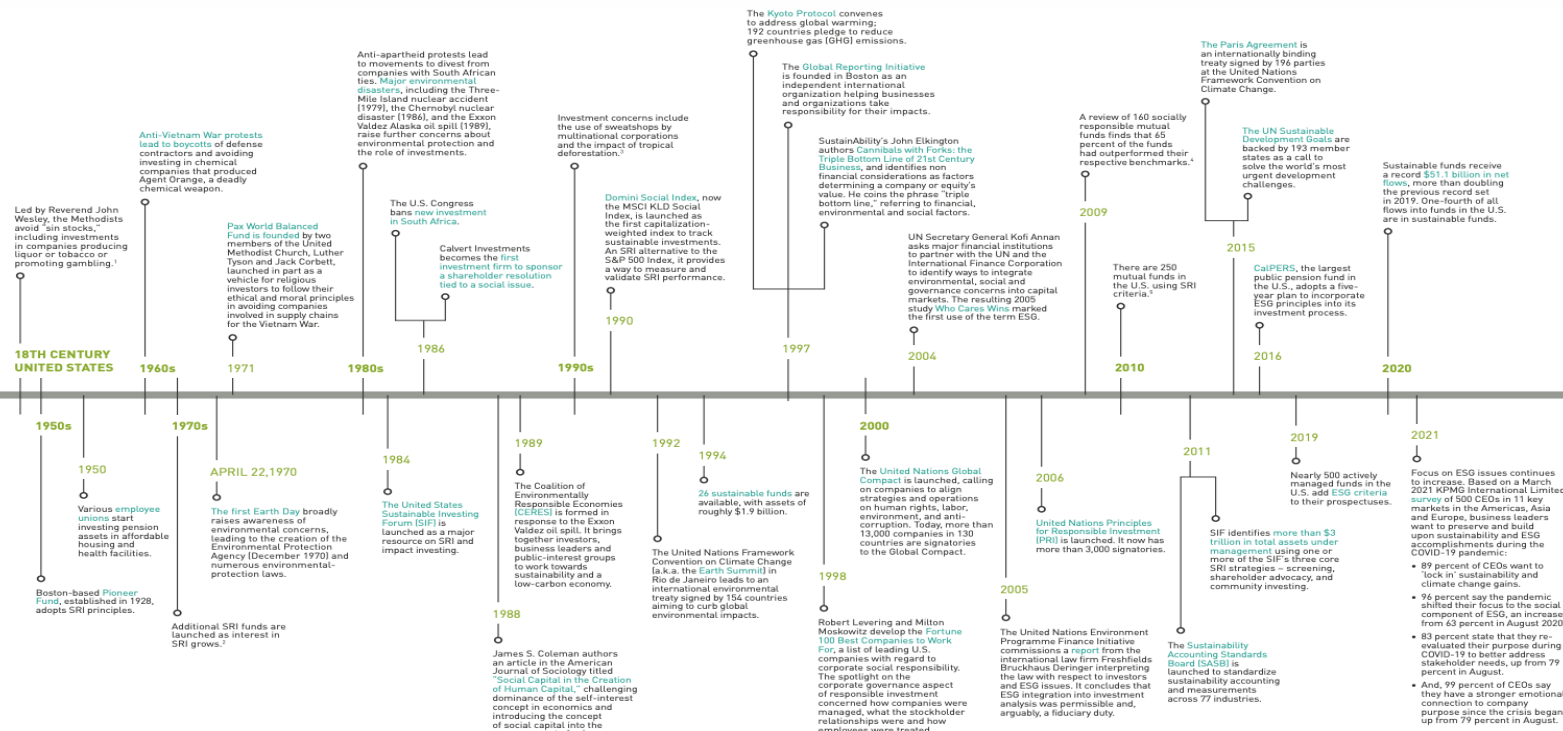 Led by Reverend John
Wesley, the Methodists
avoid “sin stocks,”
including investments
in companies producing
liquor or tobacco or
promoting gambling.¹
18TH CENTURY
UNITED STATES
1950s
Boston-based Pioneer
Fund, established in 1928,
adopts SRI principles.
1950
Various employee
unions start
investing pension
assets in affordable
housing and
health facilities.
Anti-Vietnam War protests
lead to boycotts of defense
contractors and avoiding
investing in chemical
companies that produced
Agent Orange, a deadly
chemical weapon.
1960s
1970s
Additional SRI funds are
launched as interest in
SRI grows.²
APRIL 22,1970
The first Earth Day broadly
raises awareness of
environmental concerns,
leading to the creation of the
Environmental Protection
Agency (December 1970) and
numerous environmental-
protection laws.
Pax World Balanced
Fund is founded by two
members of the United
Methodist Church, Luther
Tyson and Jack Corbett,
launched in part as a
vehicle for religious
investors to follow their
ethical and moral principles
in avoiding companies
involved in supply chains
for the Vietnam War.
1971
Anti-apartheid protests lead
to movements to divest from
companies with South African
ties. Major environmental
disasters, including the Three-
Mile Island nuclear accident
(1979), the Chernobyl nuclear
disaster (1986), and the Exxon
Valdez Alaska oil spill (1989),
raise further concerns about
environmental protection and
the role of investments.
1980s
1984
The United States
Sustainable Investing
Forum (SIF) is
launched as a major
resource on SRI and
impact investing.
The U.S. Congress
bans new investment
in South Africa.
Calvert Investments
becomes the first
investment firm to sponsor
a shareholder resolution
tied to a social issue.
1986
1988
James S. Coleman authors
an article in the American
Journal of Sociology titled
“Social Capital in the Creation
of Human Capital,” challenging
dominance of the self-interest
concept in economics and
introducing the concept
of social capital into the
1989
The Coalition of
Environmentally
Responsible Economies
(CERES) is formed in
response to the Exxon
Valdez oil spill. It brings
together investors,
business leaders and
public-interest groups
to work towards
sustainability and a
low-carbon economy.
Investment concerns include
the use of sweatshops by
multinational corporations
and the impact of tropical
deforestation.³
1990s
Domini Social Index, now
the MSCI KLD Social
Index, is launched as
the first capitalization-
weighted index to track
sustainable investments.
An SRI alternative to the
S&P 500 Index, it provides
a way to measure and
validate SRI performance.
1990
1992
The United Nations Framework
Convention on Climate Change
(a.k.a. the Earth Summit) in
Rio de Janeiro leads to an
international environmental
treaty signed by 154 countries
aiming to curb global
environmental impacts.
1994
26 sustainable funds are
available, with assets of
roughly $1.9 billion.
The Kyoto Protocol convenes
to address global warming;
192 countries pledge to reduce
greenhouse gas (GHG) emissions.
The Global Reporting Initiative
is founded in Boston as an
independent international
organization helping businesses
and organizations take
responsibility for their impacts.
SustainAbility’s John Elkington
authors Cannibals with Forks: the
Triple Bottom Line of 21st Century
Business, and identifies non
financial considerations as factors
determining a company or equity’s
value. He coins the phrase “triple
bottom line,” referring to financial,
environmental and social factors.
1997
1998
Robert Levering and Milton
Moskowitz develop the Fortune
100 Best Companies to Work
For, a list of leading U.S.
companies with regard to
corporate social responsibility.
The spotlight on the
corporate governance aspect
of responsible investment
concerned how companies were
managed, what the stockholder
relationships were and how
employees were treated
2000
The United Nations Global
Compact is launched, calling
on companies to align
strategies and operations
on human rights, labor,
environment, and anti-
corruption. Today, more than
13,000 companies in 130
countries are signatories
to the Global Compact.
UN Secretary General Kofi Annan
asks major financial institutions
to partner with the UN and the
International Finance Corporation
to identify ways to integrate
environmental, social and
governance concerns into capital
markets. The resulting 2005
study Who Cares Wins marked
the first use of the term ESG.
2004
2005
The United Nations Environment
Programme Finance Initiative
commissions a report from the
international law firm Freshfields
Bruckhaus Deringer interpreting
the law with respect to investors
and ESG issues. It concludes that
ESG integration into investment
analysis was permissible and,
arguably, a fiduciary duty.
2006
United Nations Principles
for Responsible Investment
(PRI) is launched. It now has
more than 3,000 signatories.
A review of 160 socially
responsible mutual
funds finds that 65
percent of the funds
had outperformed their
respective benchmarks.⁴
2009
There are 250
mutual funds in
the U.S. using SRI
criteria.⁵
2010
2011
The Sustainability
Accounting Standards
Board (SASB) is
launched to standardize
sustainability accounting
and measurements
across 77 industries.
SIF identifies more than $3
trillion in total assets under
management using one or
more of the SIF’s three core
SRI strategies – screening,
shareholder advocacy, and
community investing.
The Paris Agreement is
an internationally binding
treaty signed by 196 parties
at the United Nations
Framework Convention on
Climate Change.
The UN Sustainable
Development Goals are
backed by 193 member
states as a call to
solve the world’s most
urgent development
challenges.
2015
CalPERS, the largest
public pension fund in
the U.S., adopts a five-
year plan to incorporate
ESG principles into its
investment process.
2016
2019
Nearly 500 actively
managed funds in the
U.S. add ESG criteria
to their prospectuses.
Sustainable funds receive
a record $51.1 billion in net
flows, more than doubling
the previous record set
in 2019. One-fourth of all
flows into funds in the U.S.
are in sustainable funds.
2020
2021
Focus on ESG issues continues
to increase. Based on a March
2021 KPMG International Limited
survey of 500 CEOs in 11 key
markets in the Americas, Asia
and Europe, business leaders
want to preserve and build
upon sustainability and ESG
accomplishments during the
COVID-19 pandemic:
• 89 percent of CEOs want to
‘lock in’ sustainability and
climate change gains.
• 96 percent say the pandemic
shifted their focus to the social
component of ESG, an increase
from 63 percent in August 2020
• 83 percent state that they re-
evaluated their purpose during
COVID-19 to better address
stakeholder needs, up from 79
percent in August.
• And, 99 percent of CEOs say
they have a stronger emotional
connection to company
purpose since the crisis began
up from 79 percent in August.